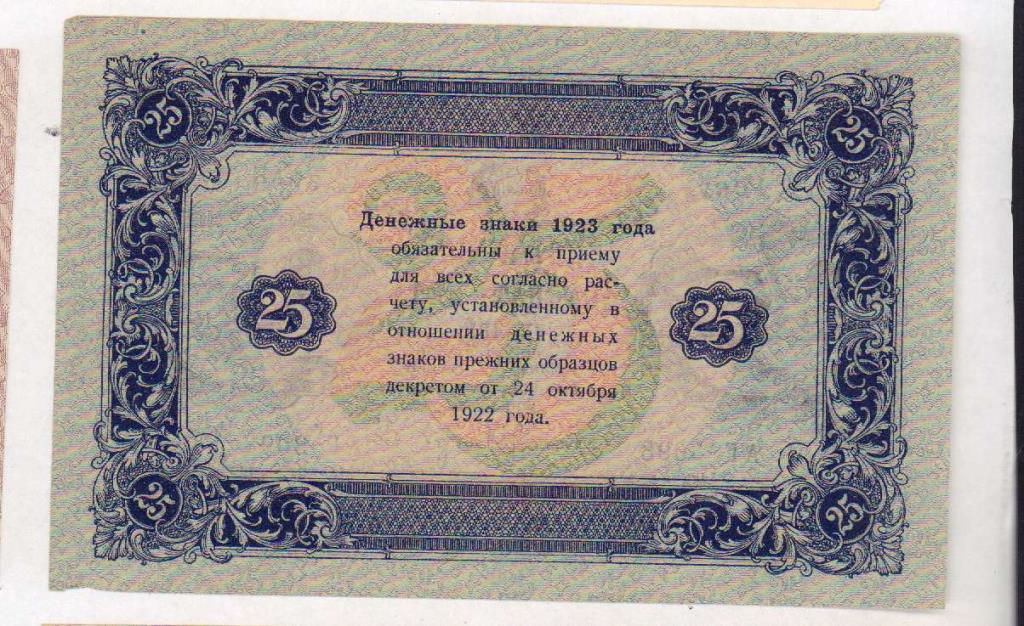 25 25
Денежные знаки 1923 года
обязательны к приему
для всех согласно рас-
чету, установленному в
отношении денежных
знаков прежних образцов
декретом от 24 октября
1922 года.
25 25
25 25